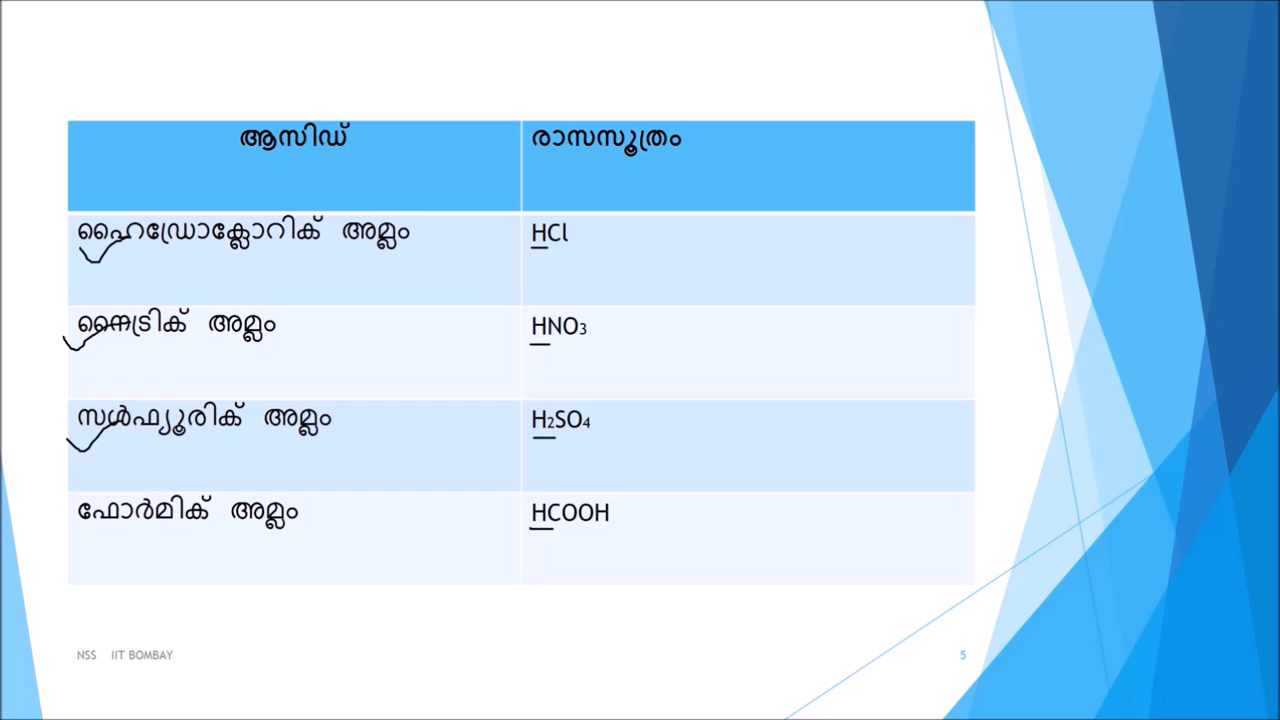 ആസിഡ് രാസസൂത്രം
ഹൈഡ്രോക്ലോറിക് അമ്ലം HCl
നൈട്രിക് അമ്ലം HNO3
സൾഫ്യൂരിക് അമ്ലം H2SO4
ഫോർമിക് അമ്ലം HCOOH
NSS IIT BOMBAY 5